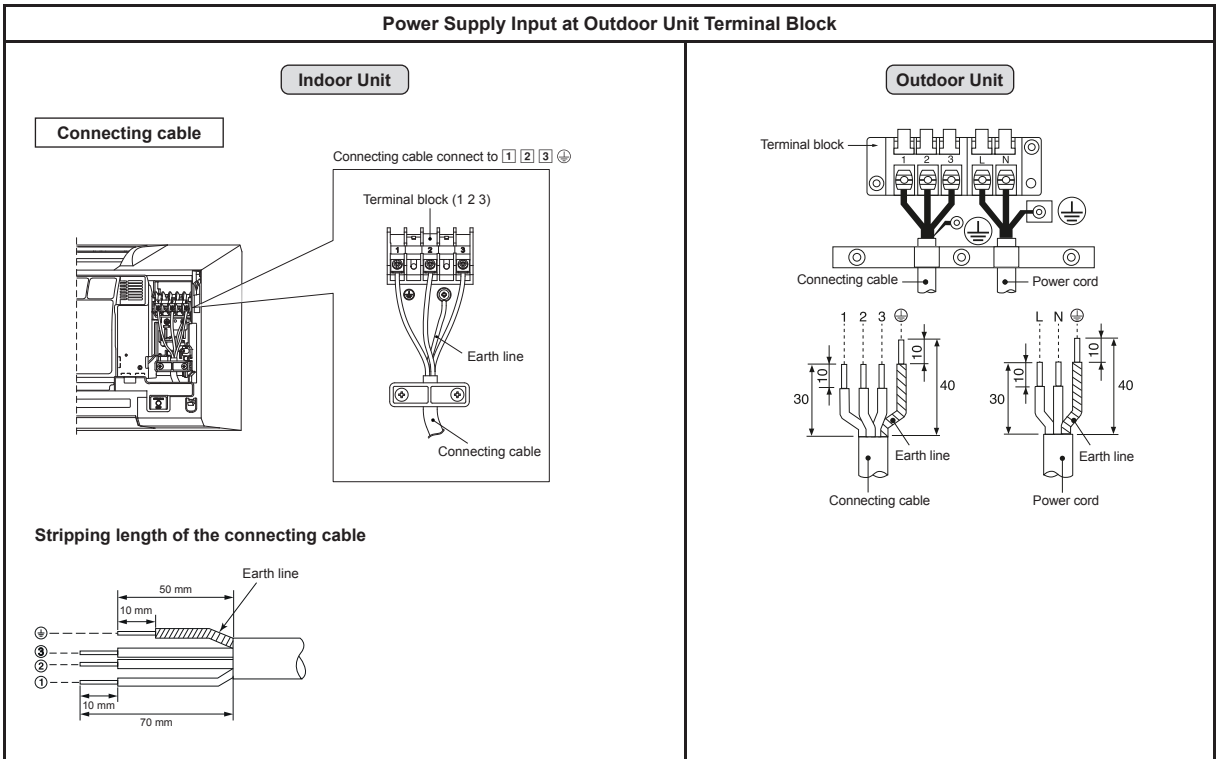 Power Supply Input at Outdoor Unit Terminal Block
Indoor Unit
Connecting cable
Connecting cable connect to 1 2 3 ⏚
Terminal block (1 2 3)
1 2 3
Earth line
Connecting cable
Stripping length of the connecting cable
Earth line
50 mm
10 mm
⏚
③
②
①
10 mm
70 mm
Outdoor Unit
Terminal block
1 2 3 L N
Connecting cable
Power cord
1 2 3 ⏚
10
10
30
40
Earth line
Connecting cable
L N ⏚
10
10
30
40
Earth line
Power cord